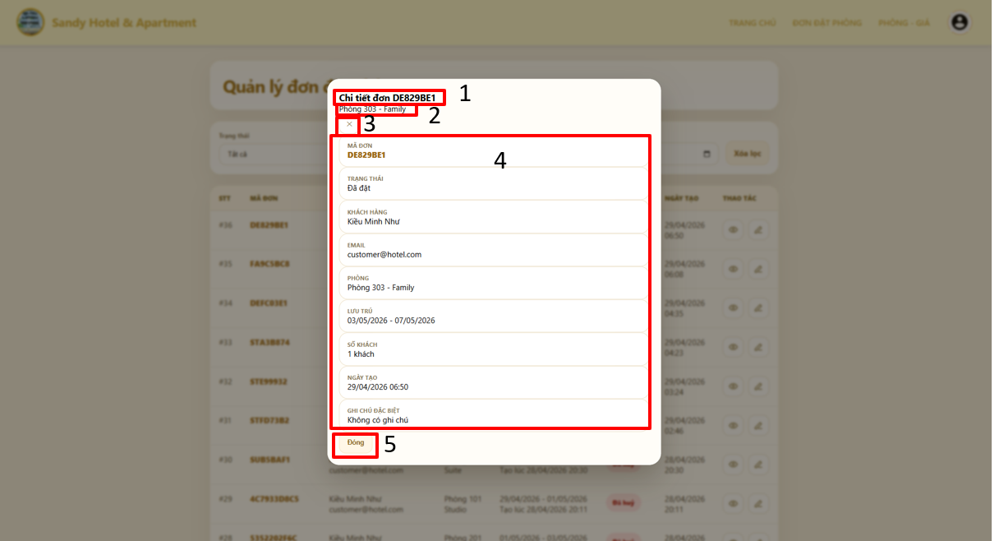 Sandy Hotel & Apartment
TRANG CHỦ ĐƠN ĐẶT PHÒNG PHÒNG - GIÁ
Quản lý đơn
Chi tiết đơn DE829BE1
1
Phòng 303 - Family
2
×
3
Trạng thái
Tất cả
Xóa lọc
4
MÃ ĐƠN
DE829BE1
TRẠNG THÁI
Đã đặt
KHÁCH HÀNG
Kiều Minh Như
EMAIL
customer@hotel.com
PHÒNG
Phòng 303 - Family
LƯU TRÚ
03/05/2026 - 07/05/2026
SỐ KHÁCH
1 khách
NGÀY TẠO
29/04/2026 06:50
GHI CHÚ ĐẶC BIỆT
Không có ghi chú
Đóng
5
STT MÃ ĐƠN NGÀY TẠO THAO TÁC
#36 DE829BE1 29/04/2026
06:50
#35 FA9C5BC8 29/04/2026
06:08
#34 DEFC03E1 29/04/2026
04:35
#33 STA3B874 29/04/2026
04:23
#32 STE99932 29/04/2026
03:24
#31 STFD73B2 29/04/2026
02:46
#30 SUB5BAF1 28/04/2026
customer@hotel.com Suite Tạo lúc 28/04/2026 20:30 20:30
#29 4C7933D8C5 Kiều Minh Như Phòng 101 29/04/2026 - 01/05/2026 Đã huỷ 28/04/2026
customer@hotel.com Studio Tạo lúc 28/04/2026 20:11 20:11
#28 5352202F6C Kiều Minh Như Phòng 201 01/05/2026 - 03/05/2026 Đã huỷ 28/04/2026